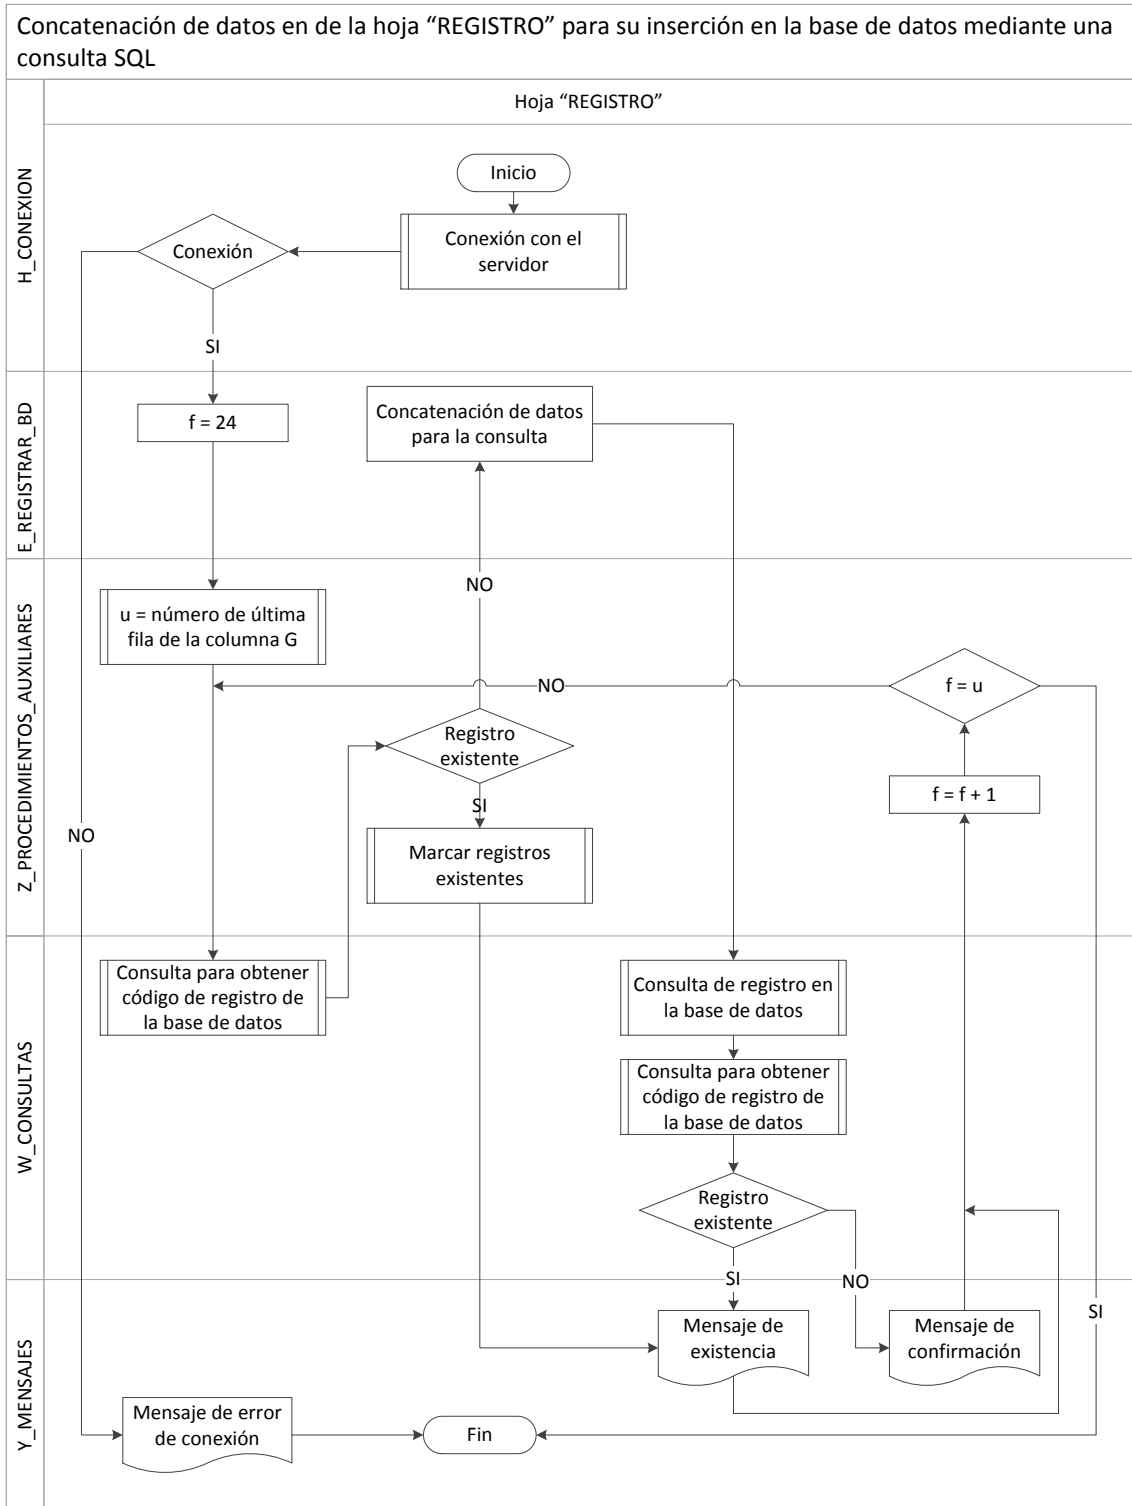 Concatenación de datos en de la hoja “REGISTRO” para su inserción en la base de datos mediante una
consulta SQL
Hoja “REGISTRO”
H_CONEXION
Inicio
Conexión con el
servidor
Conexión
SI
E_REGISTRAR_BD
f = 24
Concatenación de datos
para la consulta
Z_PROCEDIMIENTOS_AUXILIARES
NO
u = número de última
fila de la columna G
NO
f = u
Registro
existente
SI
f = f + 1
NO
Marcar registros
existentes
W_CONSULTAS
Consulta para obtener
código de registro de
la base de datos
Consulta de registro en
la base de datos
Consulta para obtener
código de registro de
la base de datos
Registro
existente
SI
NO
Y_MENSAJES
Mensaje de
existencia
Mensaje de
confirmación
SI
Mensaje de error
de conexión
Fin